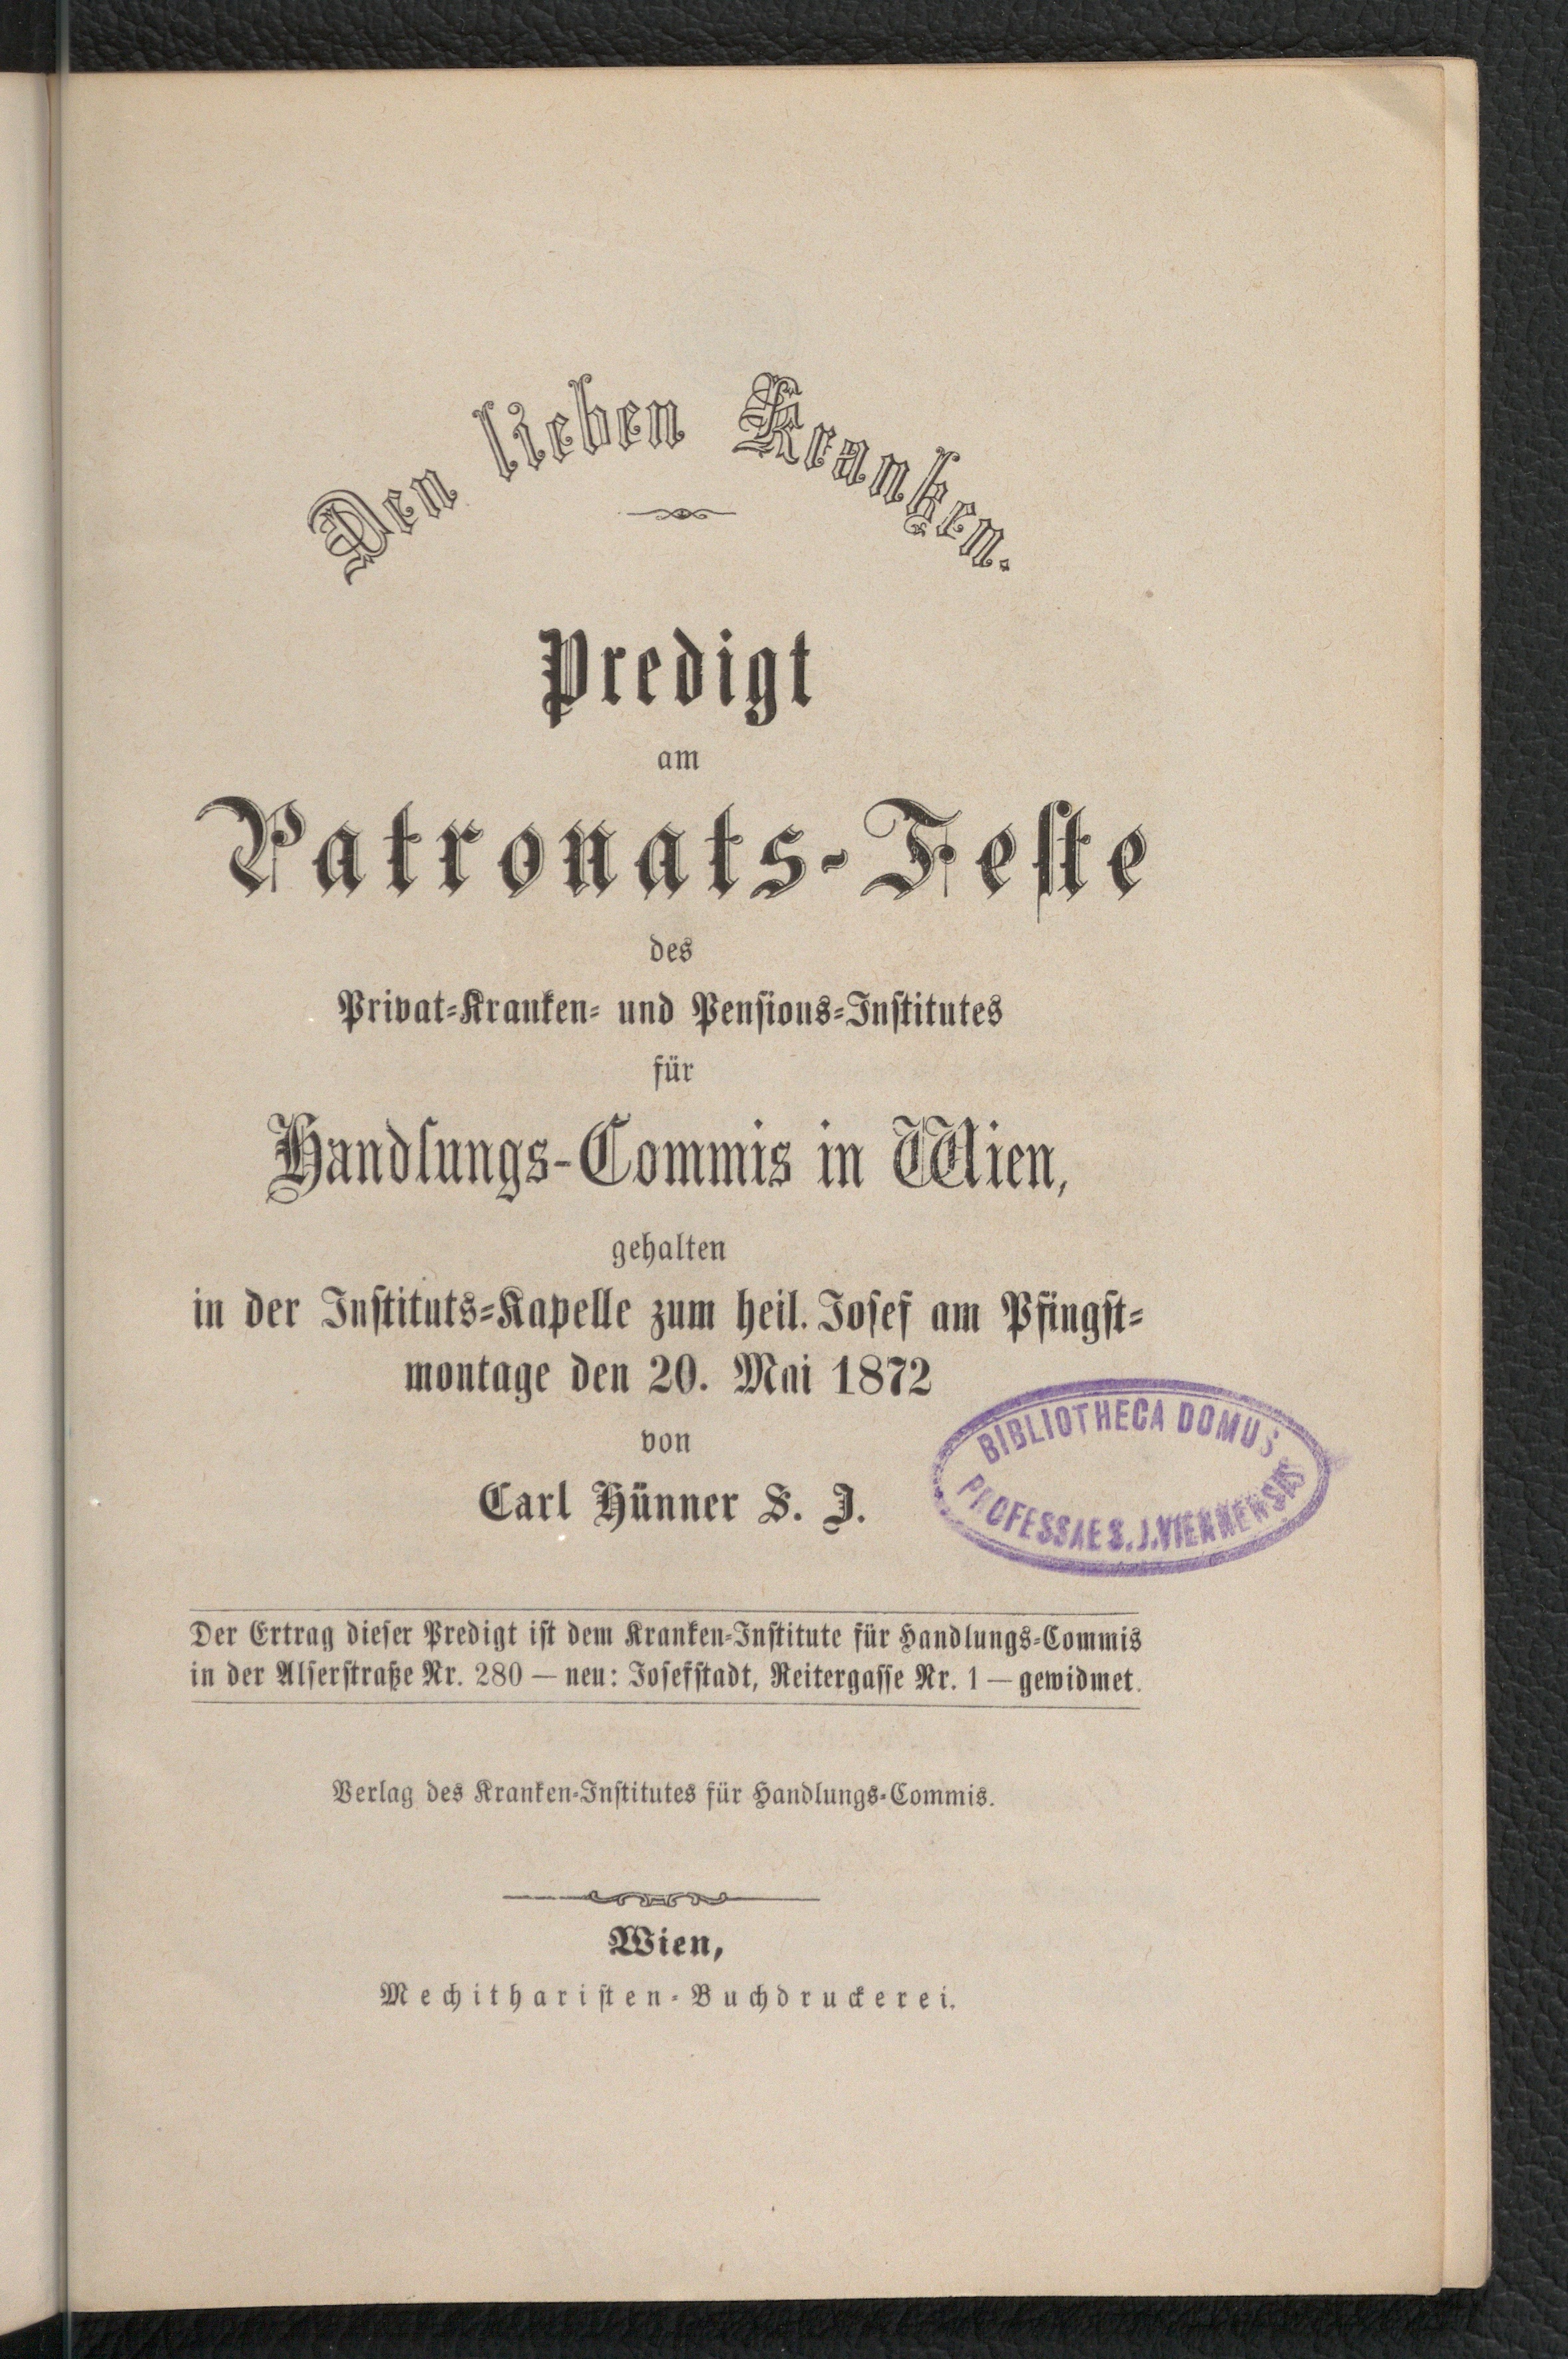 Den lieben Kranken.
Predigt
am
Patronats-Feste
des
Privat-Kranken- und Pensions-Institutes
für
Handlungs-Commis in Wien,
gehalten
in der Instituts-Kapelle zum heil. Josef am Pfingst-
montage den 20. Mai 1872
von
Carl Hünner S. J.
BIBLIOTHECA DOMUS
PROFESSAE S. J. VIENNENSIS
Der Ertrag dieser Predigt ist dem Kranken-Institute für Handlungs-Commis
in der Alserstraße Nr. 280 — neu: Josefstadt, Reitergasse Nr. 1 — gewidmet.
Verlag des Kranken-Institutes für Handlungs-Commis.
Wien,
Mechitharisten-Buchdruckerei.